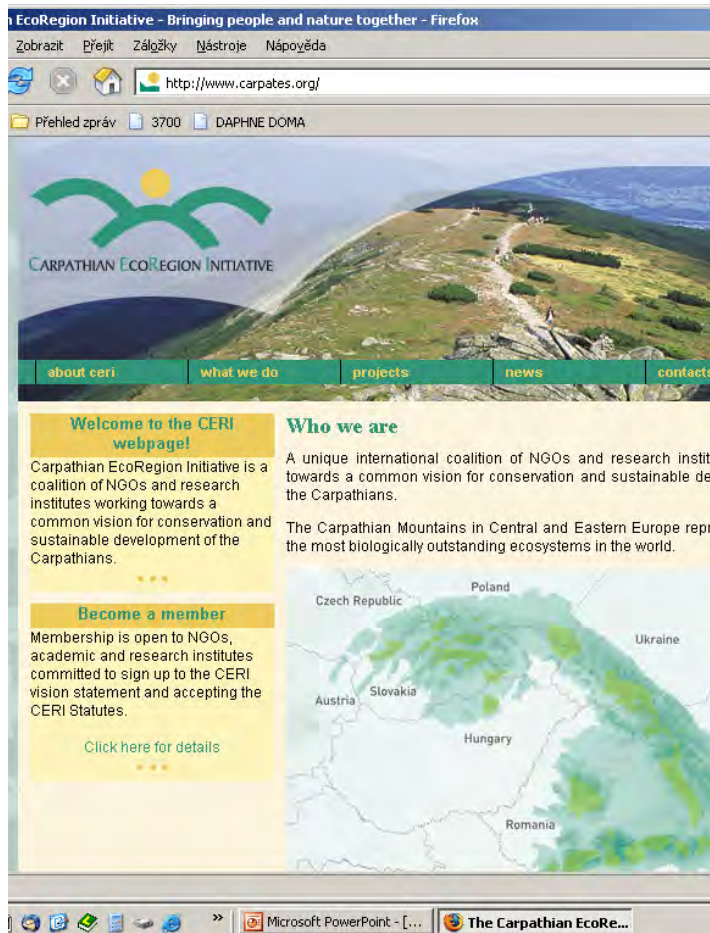 EcoRegion Initiative - Bringing people and nature together - Firefox
Zobrazit Přejít Záložky Nástroje Nápověda
http://www.carpates.org/
Přehled zpráv 3700 DAPHNE DOMA
CARPATHIAN ECOREGION INITIATIVE
about ceri what we do projects news contacts
Welcome to the CERI
webpage!
Carpathian EcoRegion Initiative is a
coalition of NGOs and research
institutes working towards a
common vision for conservation and
sustainable development of the
Carpathians.
Become a member
Membership is open to NGOs,
academic and research institutes
committed to sign up to the CERI
vision statement and accepting the
CERI Statutes.
Click here for details
Who we are
A unique international coalition of NGOs and research instit
towards a common vision for conservation and sustainable de
the Carpathians.
The Carpathian Mountains in Central and Eastern Europe repr
the most biologically outstanding ecosystems in the world.
Poland
Czech Republic
Ukraine
Slovakia
Austria
Hungary
Romania
» Microsoft PowerPoint - [... The Carpathian EcoRe...